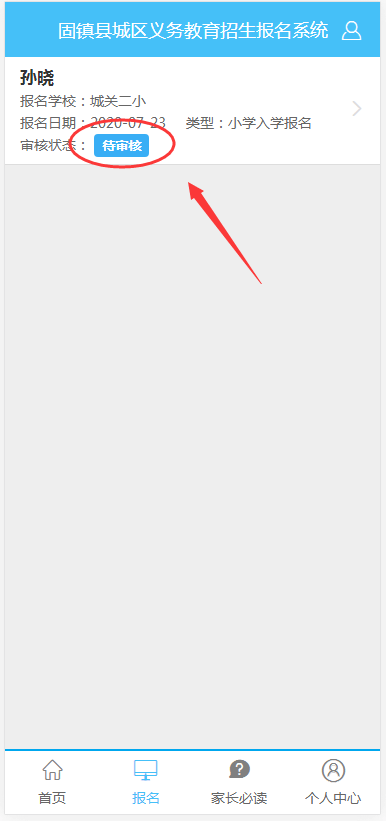 固镇县城区义务教育招生报名系统
孙晓
报名学校：城关二小
报名日期：2020-07-23 类型：小学入学报名
审核状态： 待审核
首页 报名 家长必读 个人中心